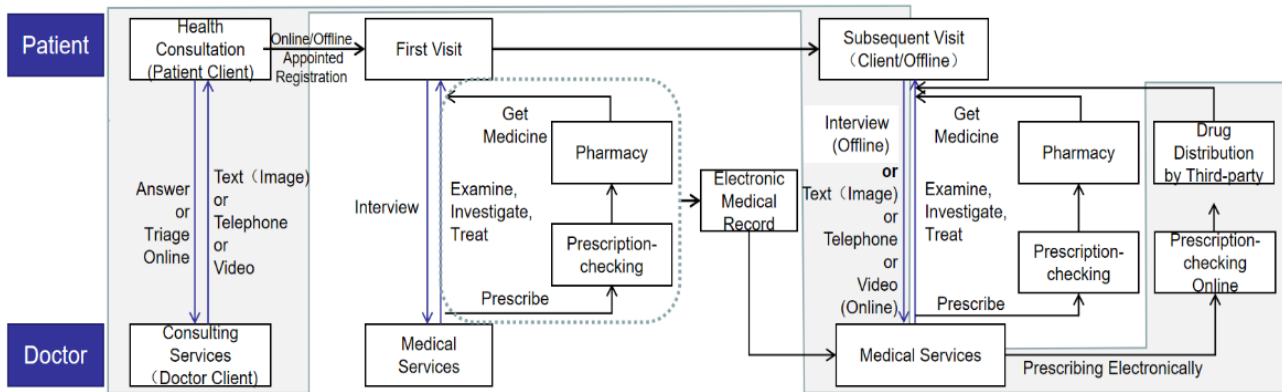 Patient
Health
Consultation
(Patient Client)
Online/Offline
Appointed
Registration
First Visit
Subsequent Visit
（Client/Offline）
Answer
or
Triage
Online
Text（Image)
or
Telephone
or
Video
Interview
Get
Medicine
Pharmacy
Examine,
Investigate,
Treat
Prescription-
checking
Prescribe
Electronic
Medical
Record
Interview
(Offline)
or
Text（Image)
or
Telephone
or
Video
(Online)
Get
Medicine
Pharmacy
Examine,
Investigate,
Treat
Prescription-
checking
Prescribe
Drug
Distribution
by Third-party
Prescription-
checking
Online
Doctor
Consulting
Services
（Doctor Client)
Medical
Services
Medical Services
Prescribing Electronically